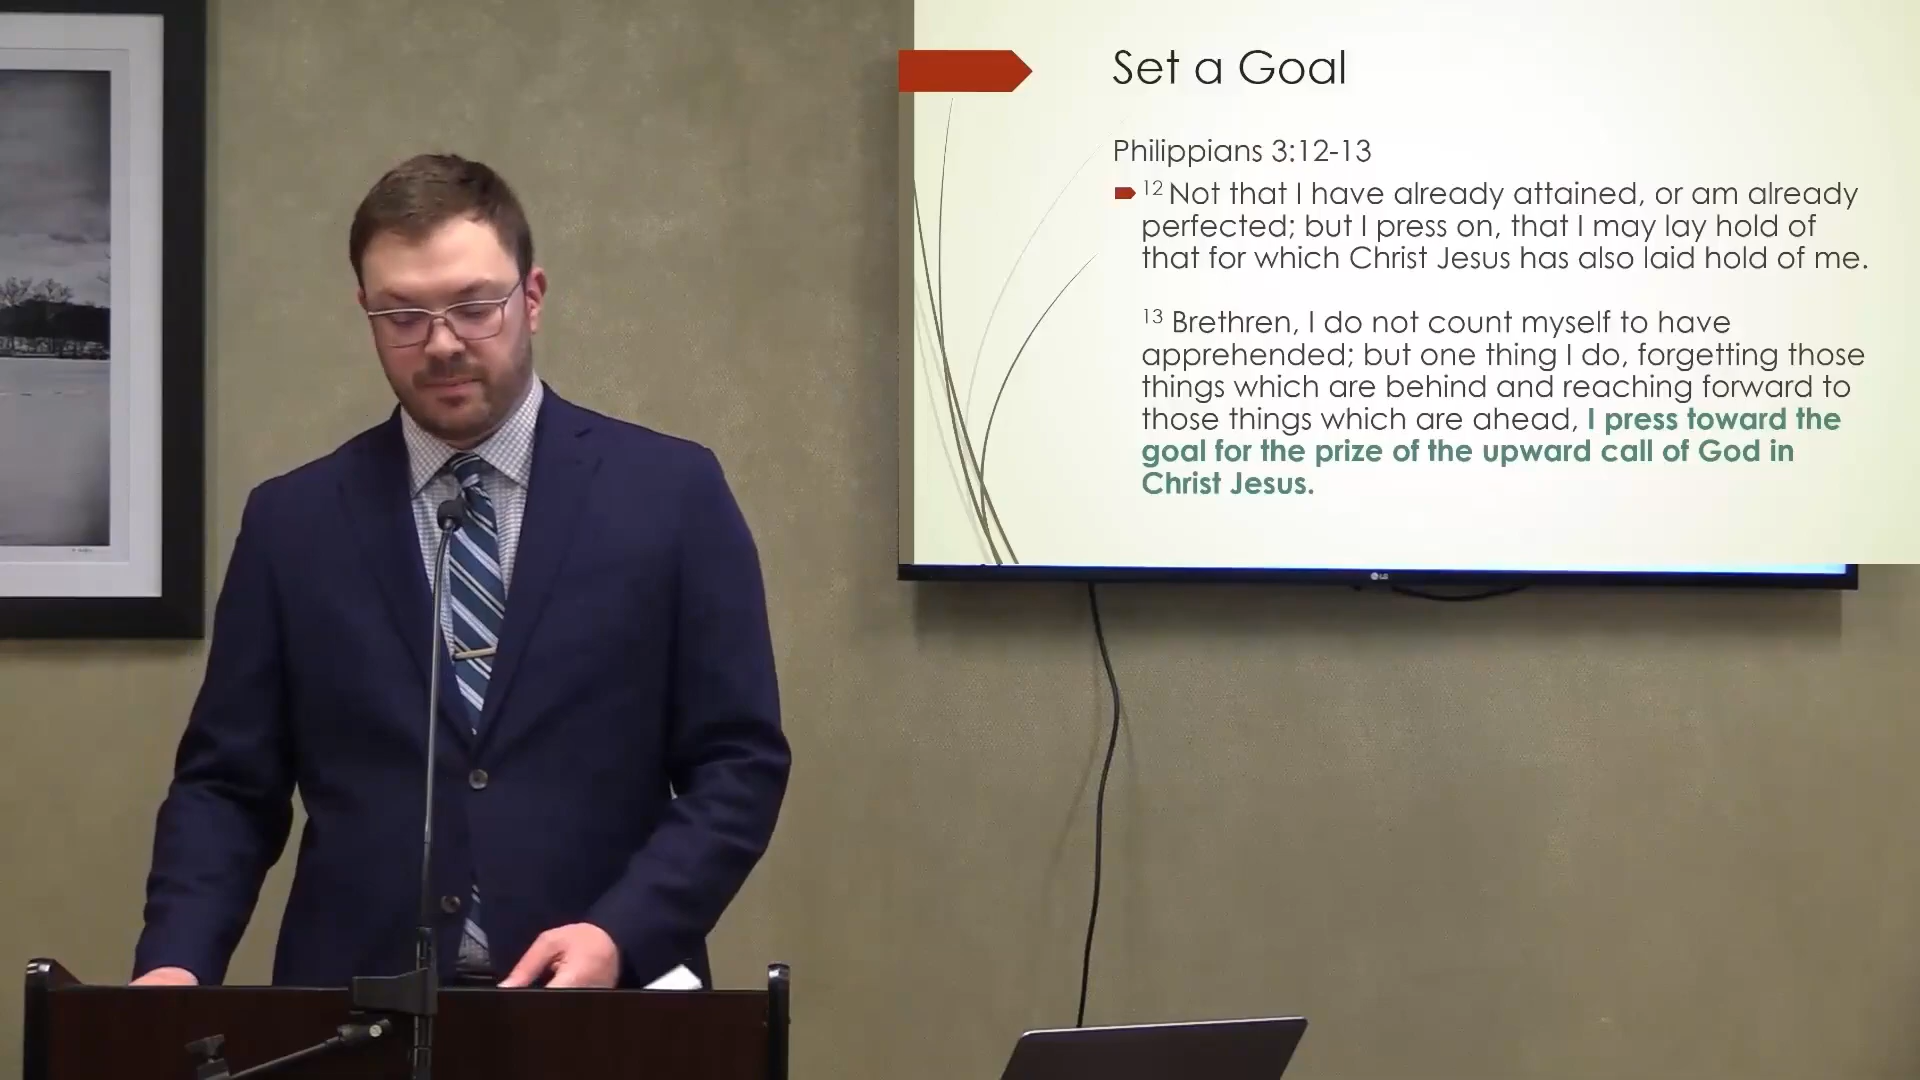 Set a Goal
Philippians 3:12-13
12 Not that I have already attained, or am already
perfected; but I press on, that I may lay hold of
that for which Christ Jesus has also laid hold of me.
13 Brethren, I do not count myself to have
apprehended; but one thing I do, forgetting those
things which are behind and reaching forward to
those things which are ahead, I press toward the
goal for the prize of the upward call of God in
Christ Jesus.
LG